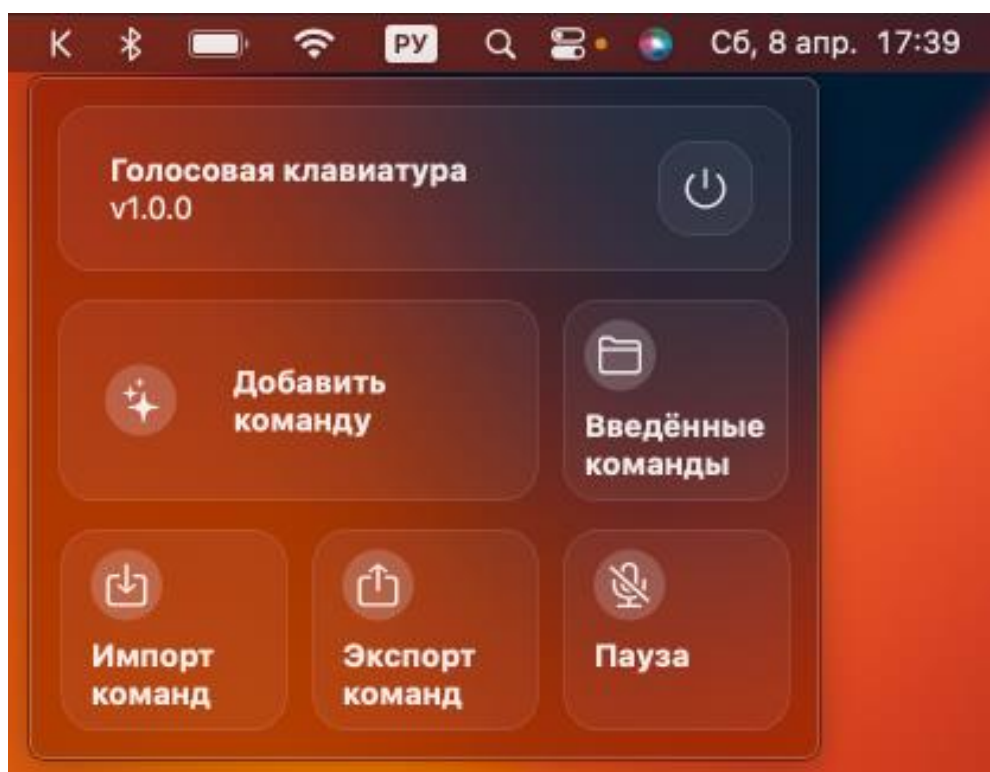 K РУ Сб, 8 апр. 17:39
Голосовая клавиатура
v1.0.0
Добавить
команду
Введённые
команды
Импорт
команд
Экспорт
команд
Пауза